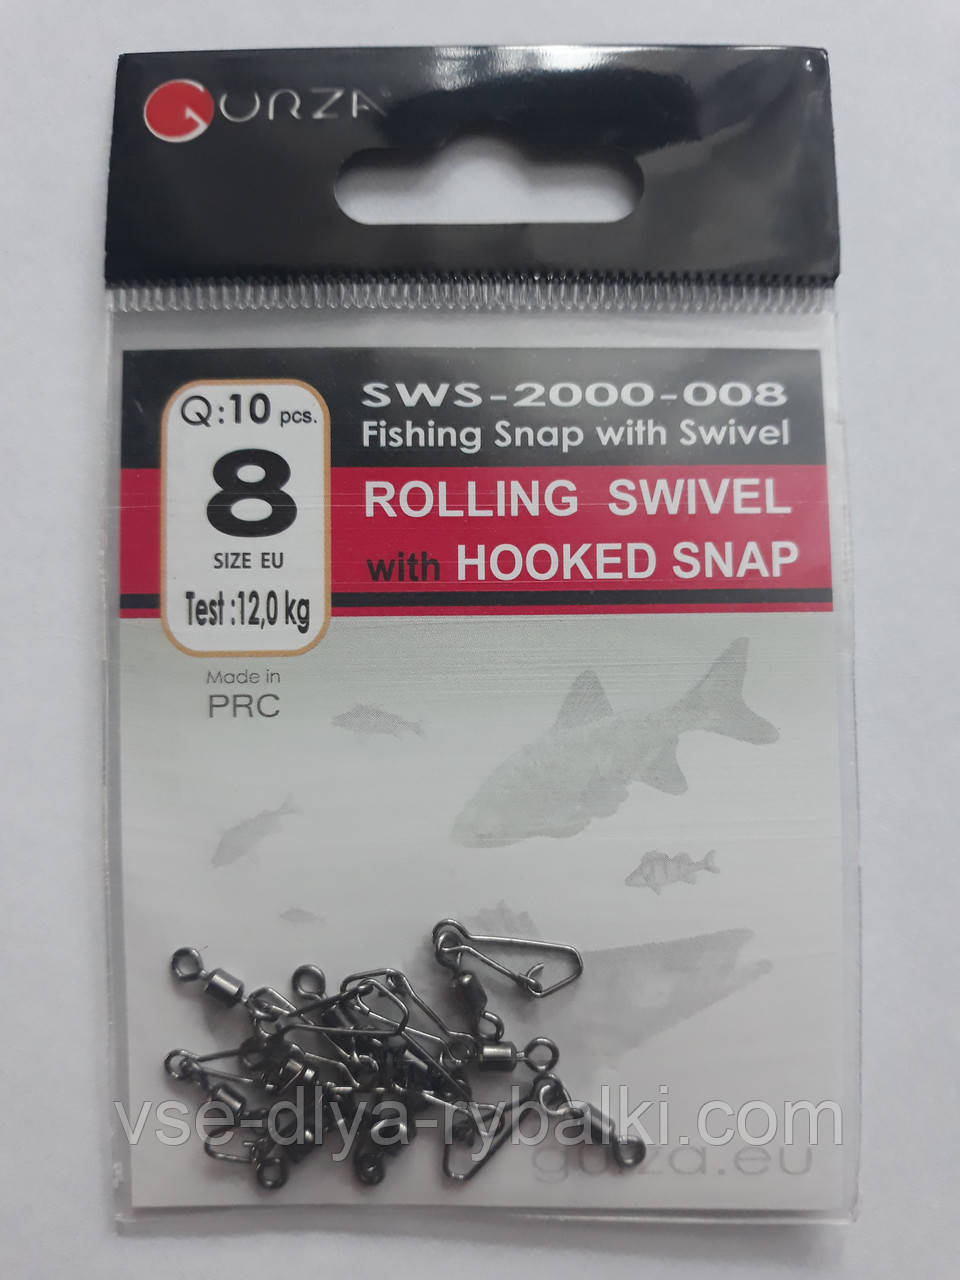 GURZA
Q:10 pcs.
8
SIZE EU
Test :12,0 kg
SWS-2000-008
Fishing Snap with Swivel
ROLLING SWIVEL
with HOOKED SNAP
Made in
PRC
vse-dlya-rybalki.com
gurza.eu